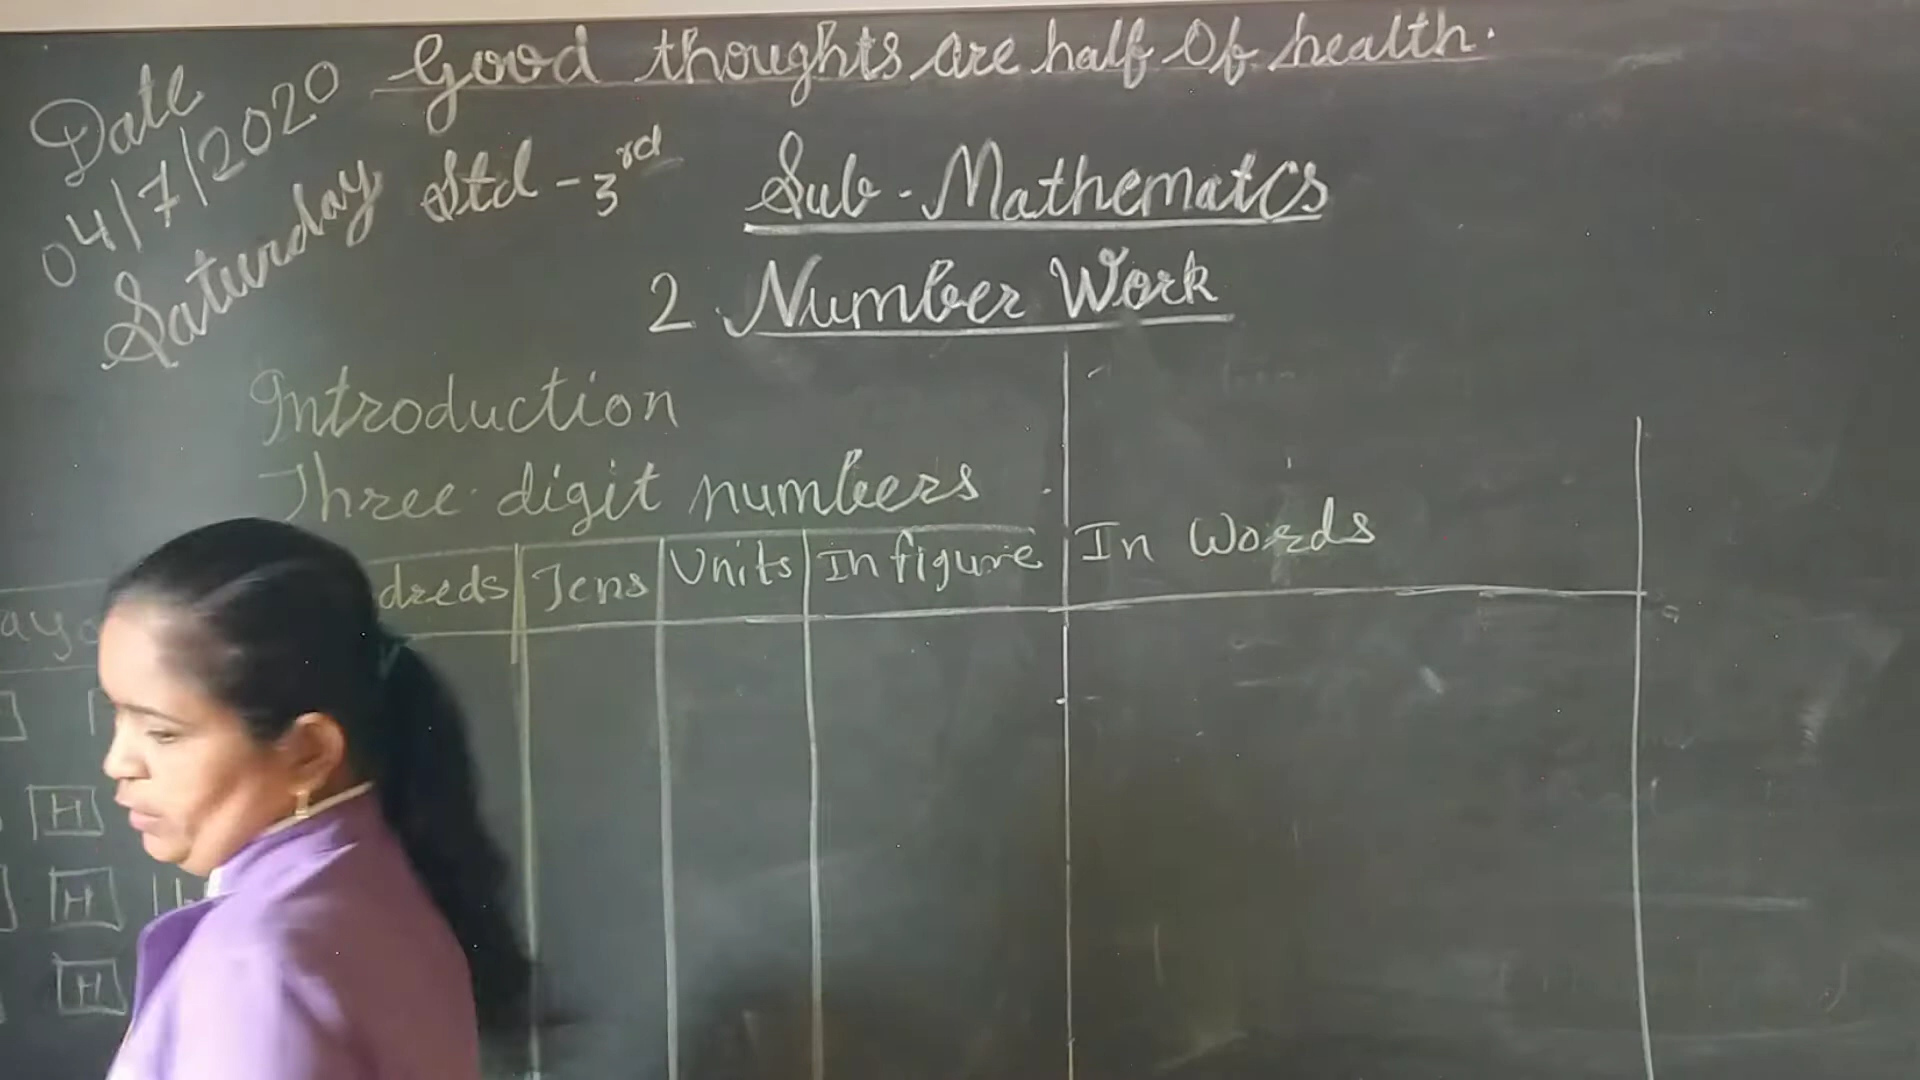 Good thoughts are half Of health.
Date
04/7/2020
Saturday
Std - 3rd
Sub - Mathematcs
2. Number Work
Introduction
Three digit numbers
dreds Tens Units In figure In Words
H
H
H